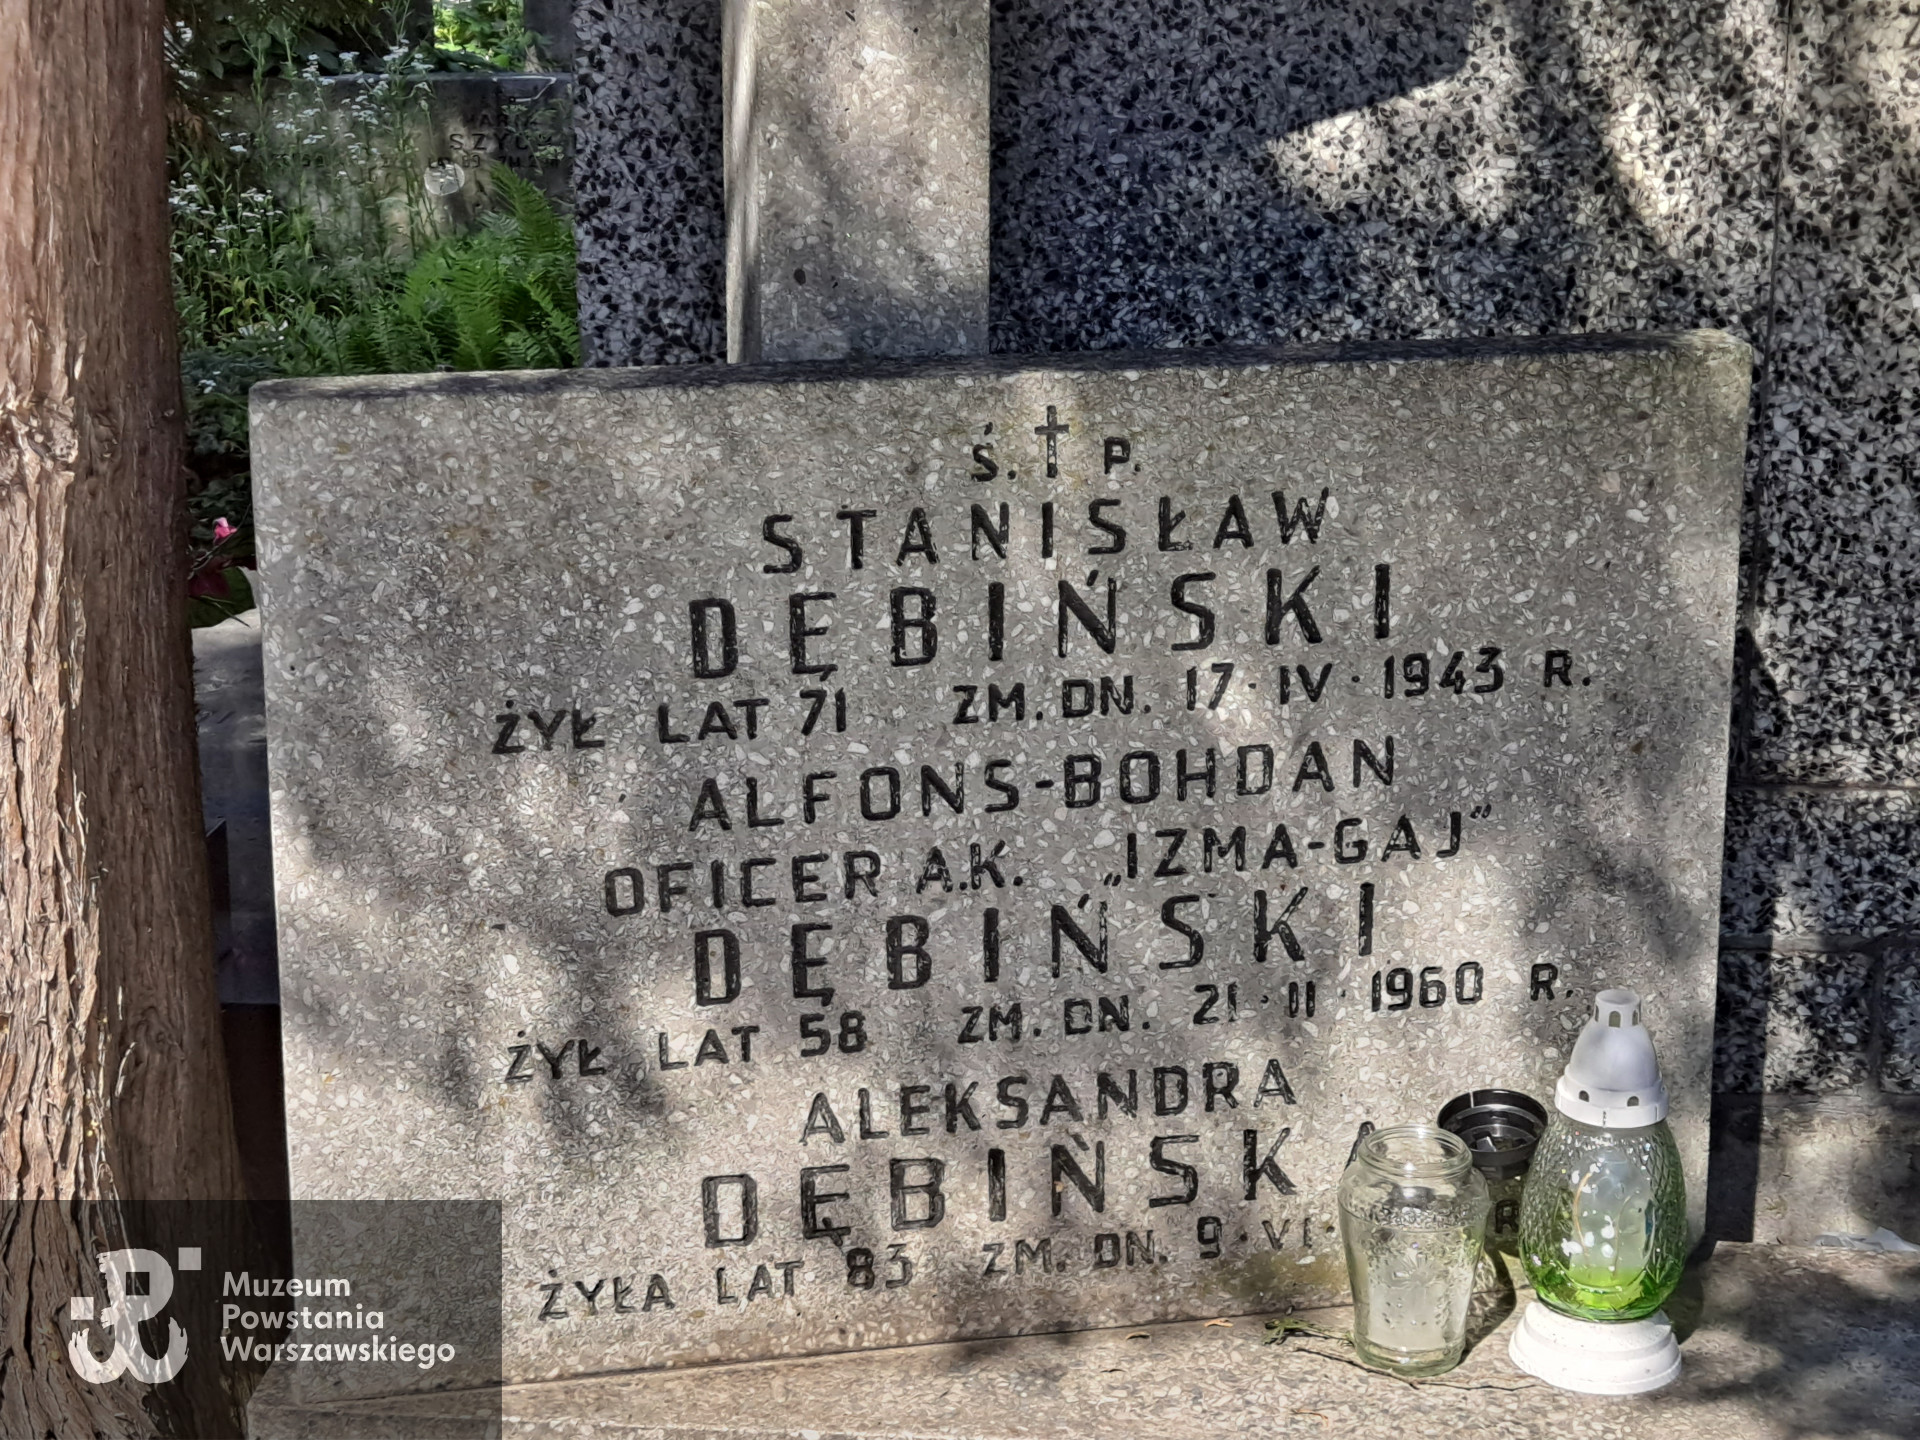 Ś. † P.
STANISŁAW
DĘBIŃSKI
ŻYŁ LAT 71 ZM. DN. 17 · IV · 1943 R.
ALFONS-BOHDAN
OFICER A.K. „IZMA-GAJ"
DĘBIŃSKI
ŻYŁ LAT 58 ZM. DN. 21 · II · 1960 R.
ALEKSANDRA
DĘBIŃSKA
ŻYŁA LAT 83 ZM. DN. 9 · VI · R
Muzeum
Powstania
Warszawskiego